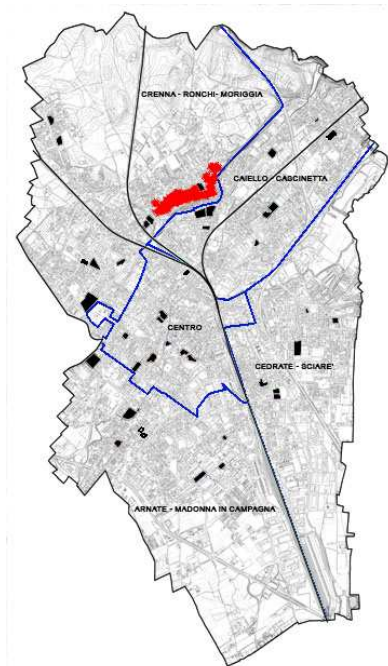 CRENNA - RONCHI- MORIGGIA
CAIELLO - CASCINETTA
CENTRO
CEDRATE - SCIARE'
ARNATE - MADONNA IN CAMPAGNA